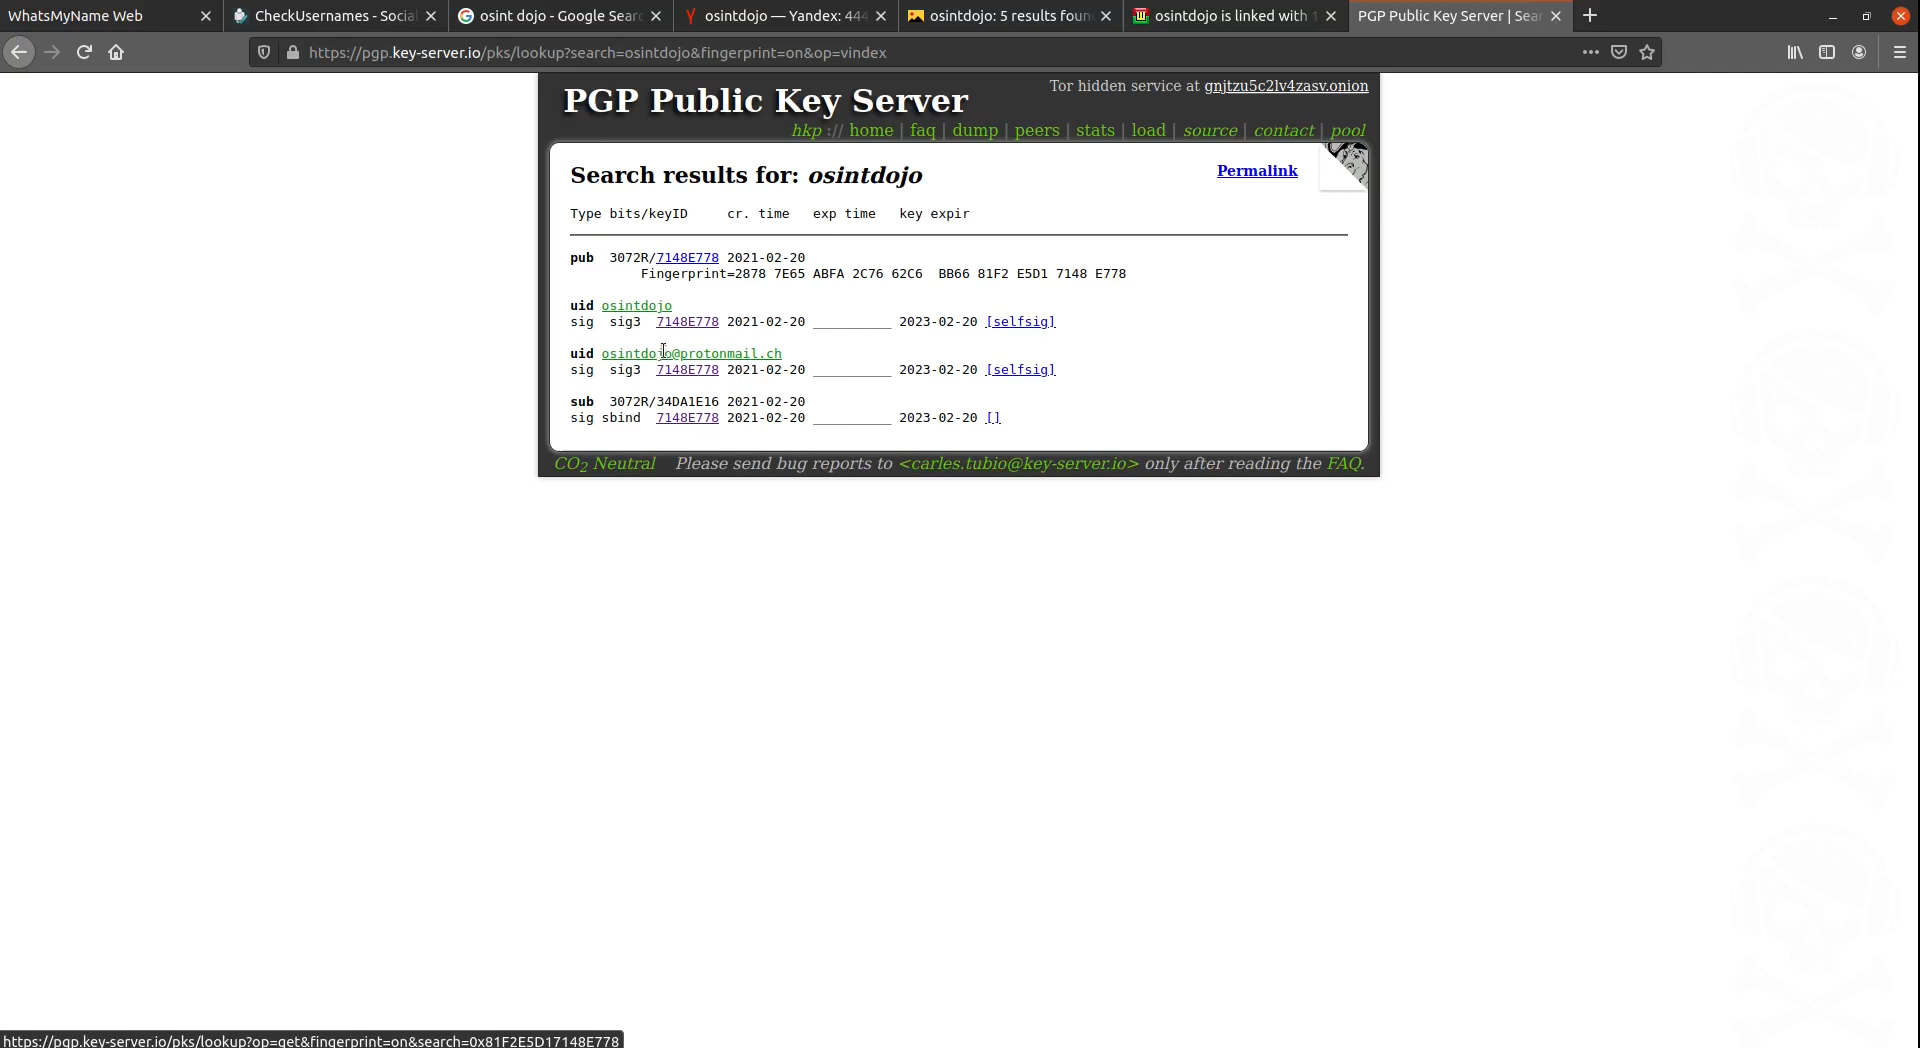 WhatsMyName Web
CheckUsernames - Social
osint dojo - Google Sear
osintdojo — Yandex: 444
osintdojo: 5 results foun
osintdojo is linked with 1
PGP Public Key Server | Sear
https://pgp.key-server.io/pks/lookup?search=osintdojo&fingerprint=on&op=vindex
Tor hidden service at gnjtzu5c2lv4zasv.onion
PGP Public Key Server
hkp :// home | faq | dump | peers | stats | load | source | contact | pool
Search results for: osintdojo
Permalink
Type bits/keyID cr. time exp time key expir
pub 3072R/7148E778 2021-02-20
Fingerprint=2878 7E65 ABFA 2C76 62C6 BB66 81F2 E5D1 7148 E778
uid osintdojo
sig sig3 7148E778 2021-02-20 __________ 2023-02-20 [selfsig]
uid osintdojo@protonmail.ch
sig sig3 7148E778 2021-02-20 __________ 2023-02-20 [selfsig]
sub 3072R/34DA1E16 2021-02-20
sig sbind 7148E778 2021-02-20 __________ 2023-02-20 []
CO2 Neutral Please send bug reports to <carles.tubio@key-server.io> only after reading the FAQ.
https://pgp.key-server.io/pks/lookup?op=get&fingerprint=on&search=0x81F2E5D17148E778